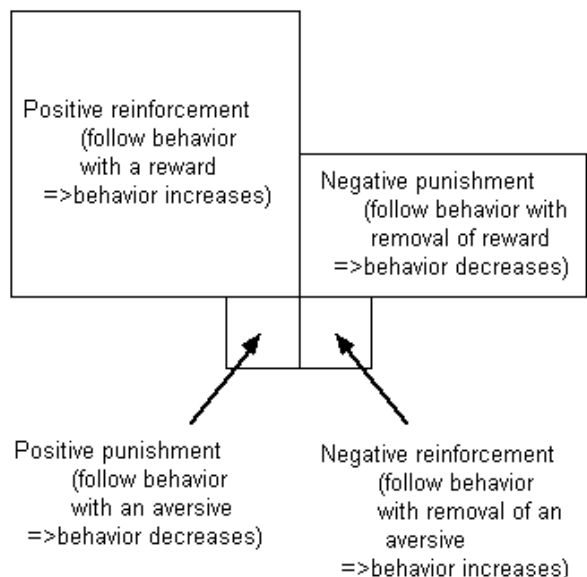 Positive reinforcement
(follow behavior
with a reward
=>behavior increases)
Negative punishment
(follow behavior with
removal of reward
=>behavior decreases)
Positive punishment
(follow behavior
with an aversive
=>behavior decreases)
Negative reinforcement
(follow behavior
with removal of an
aversive
=>behavior increases)